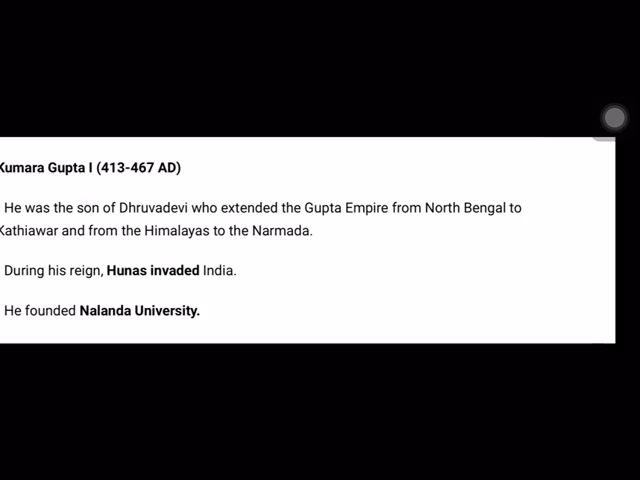 Kumara Gupta I (413-467 AD)
He was the son of Dhruvadevi who extended the Gupta Empire from North Bengal to
Kathiawar and from the Himalayas to the Narmada.
During his reign, Hunas invaded India.
He founded Nalanda University.